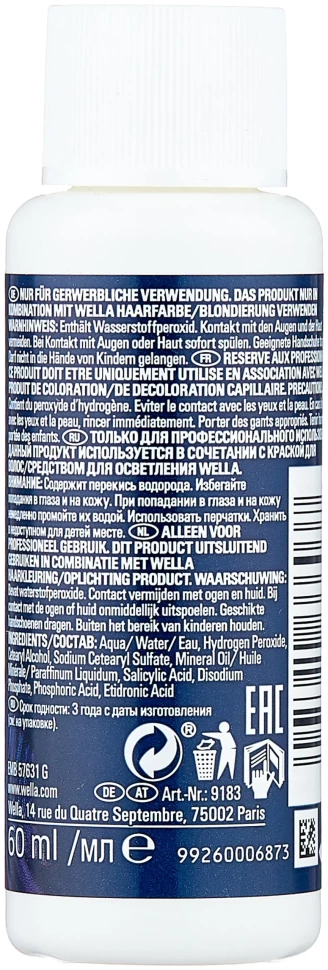 DE NUR FÜR GERWERBLICHE VERWENDUNG. DAS PRODUKT NUR IN
KOMBINATION MIT WELLA HAARFARBE/BLONDIERUNG VERWENDEN
WARNHINWEIS: Enthält Wasserstoffperoxid. Kontakt mit den Augen und der
vermeiden. Bei Kontakt mit Augen oder Haut sofort spülen. Geeignete Handschuhe
Darf nicht in die Hände von Kindern gelangen. FR RESERVE AUX PROFESSION
CE PRODUIT DOIT ETRE UNIQUEMENT UTILISE EN ASSOCIATION AVEC
PRODUIT DE COLORATION/DE DECOLORATION CAPILLAIRE PRECAUTION
Contient du peroxyde d'hydrogène. Eviter le contact avec les yeux et la peau. En
avec les yeux et la peau, rincer immédiatement. Porter des gants appropriés. Tenir
portée des enfants. RU ТОЛЬКО ДЛЯ ПРОФЕССИОНАЛЬНОГО ИСПОЛЬЗО
ДАННЫЙ ПРОДУКТ ИСПОЛЬЗУЕТСЯ В СОЧЕТАНИИ С КРАСКОЙ ДЛЯ
ВОЛОС/СРЕДСТВОМ ДЛЯ ОСВЕТЛЕНИЯ WELLA.
ВНИМАНИЕ: Содержит перекись водорода. Избегайте
попадания в глаза и на кожу. При попадании в глаза и на кожу
немедленно промойте их водой. Использовать перчатки. Хранить
в недоступном для детей месте. NL ALLEEN VOOR
PROFESSIONEEL GEBRUIK. DIT PRODUCT UITSLUITEND
GEBRUIKEN IN COMBINATIE MET WELLA
HAARKLEURING/OPLICHTING PRODUCT. WAARSCHUWING:
Bevat waterstofperoxide. Contact vermijden met ogen en huid. Bij
contact met de ogen of huid onmiddellijk uitspoelen. Geschikte
handschoenen dragen. Buiten het bereik van kinderen houden.
INGREDIENTS/СОСТАВ: Aqua/ Water/ Eau, Hydrogen Peroxide,
Cetearyl Alcohol, Sodium Cetearyl Sulfate, Mineral Oil/ Huile
Minérale/ Paraffinum Liquidum, Salicylic Acid, Disodium
Phosphate, Phosphoric Acid, Etidronic Acid
Срок годности: 3 года с даты изготовления
(см. на упаковке).
EAC
EMB 57631 G
www.wella.com
DE AT Art.-Nr.: 9183
Wella, 14 rue du Quatre Septembre, 75002 Paris
60 ml /мл e
99260006873